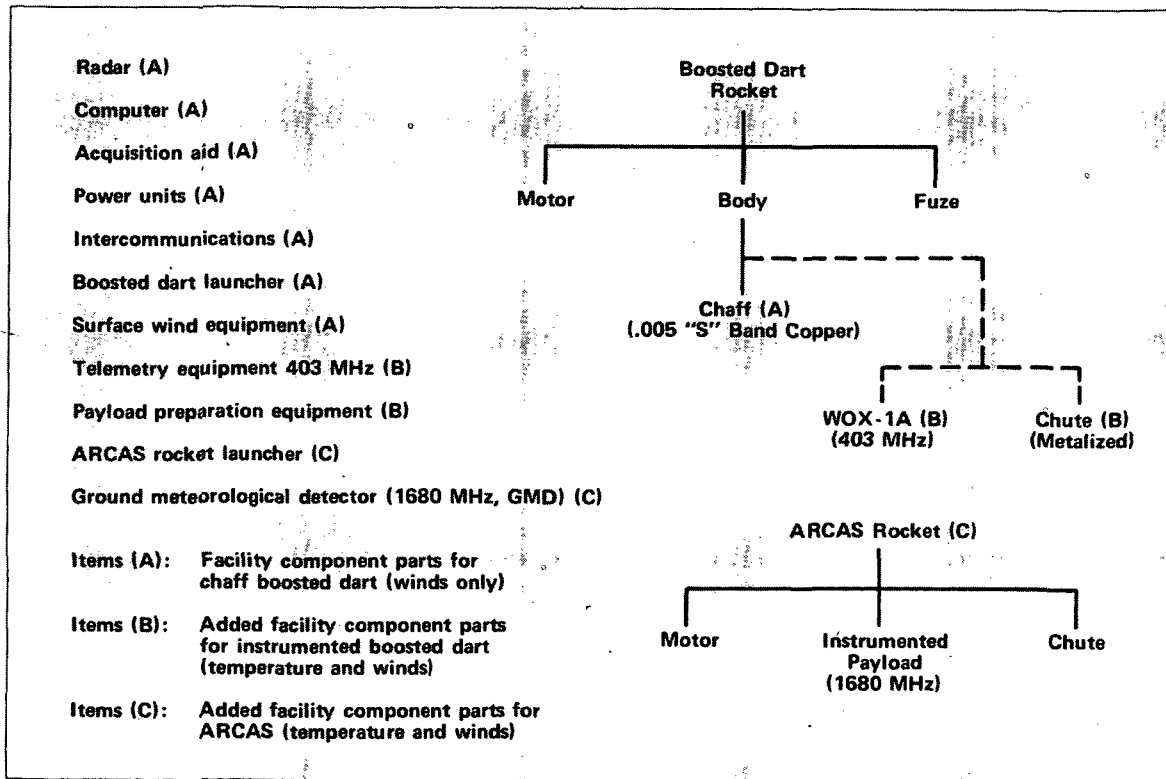 Radar (A)
Computer (A)
Acquisition aid (A)
Power units (A)
Intercommunications (A)
Boosted dart launcher (A)
Surface wind equipment (A)
Telemetry equipment 403 MHz (B)
Payload preparation equipment (B)
ARCAS rocket launcher (C)
Ground meteorological detector (1680 MHz, GMD) (C)
Items (A): Facility component parts for
chaff boosted dart (winds only)
Items (B): Added facility component parts
for instrumented boosted dart
(temperature and winds)
Items (C): Added facility component parts for
ARCAS (temperature and winds)
Boosted Dart
Rocket
Motor
Body
Fuze
Chaff (A)
(.005 "S" Band Copper)
WOX-1A (B)
(403 MHz)
Chute (B)
(Metalized)
ARCAS Rocket (C)
Motor
Instrumented
Payload
(1680 MHz)
Chute